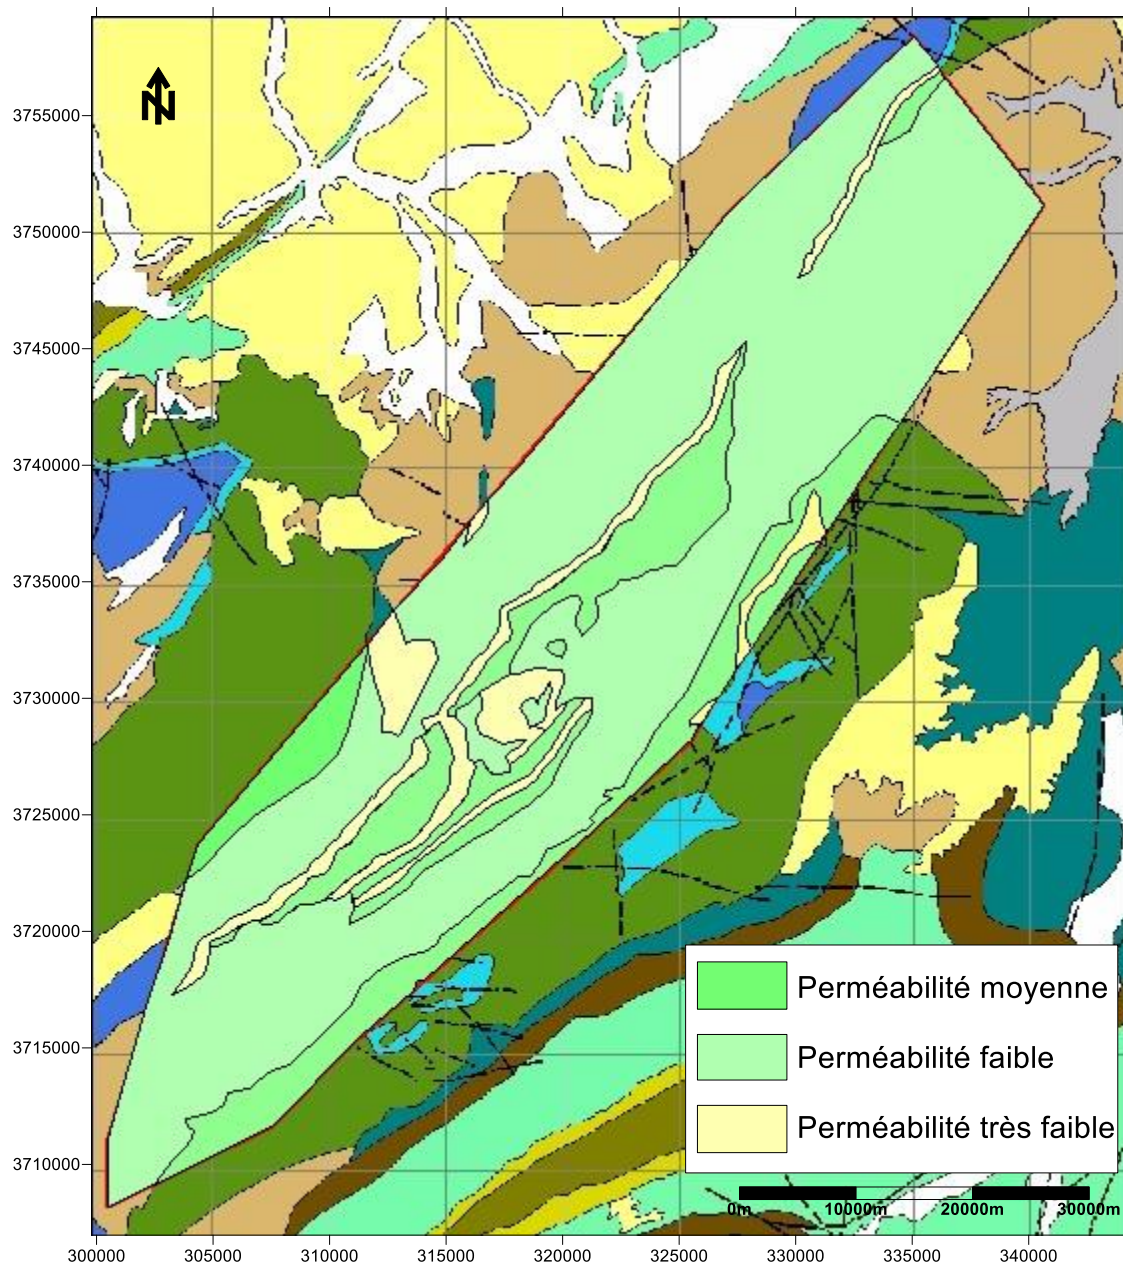 N
3755000
3750000
3745000
3740000
3735000
3730000
3725000
3720000
3715000
3710000
Perméabilité moyenne
Perméabilité faible
Perméabilité très faible
0m 10000m 20000m 30000m
300000 305000 310000 315000 320000 325000 330000 335000 340000